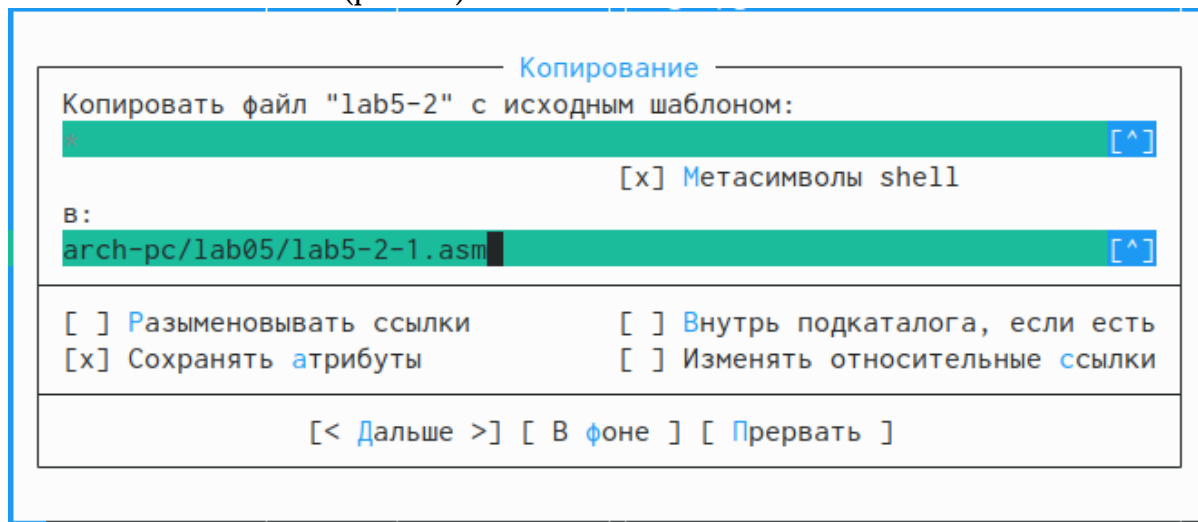 Копирование
Копировать файл "lab5-2" с исходным шаблоном:
* [^]
[x] Метасимволы shell
в:
arch-pc/lab05/lab5-2-1.asm [^]
[ ] Разыменовывать ссылки [ ] Внутрь подкаталога, если есть
[x] Сохранять атрибуты [ ] Изменять относительные ссылки
[< Дальше >] [ В фоне ] [ Прервать ]